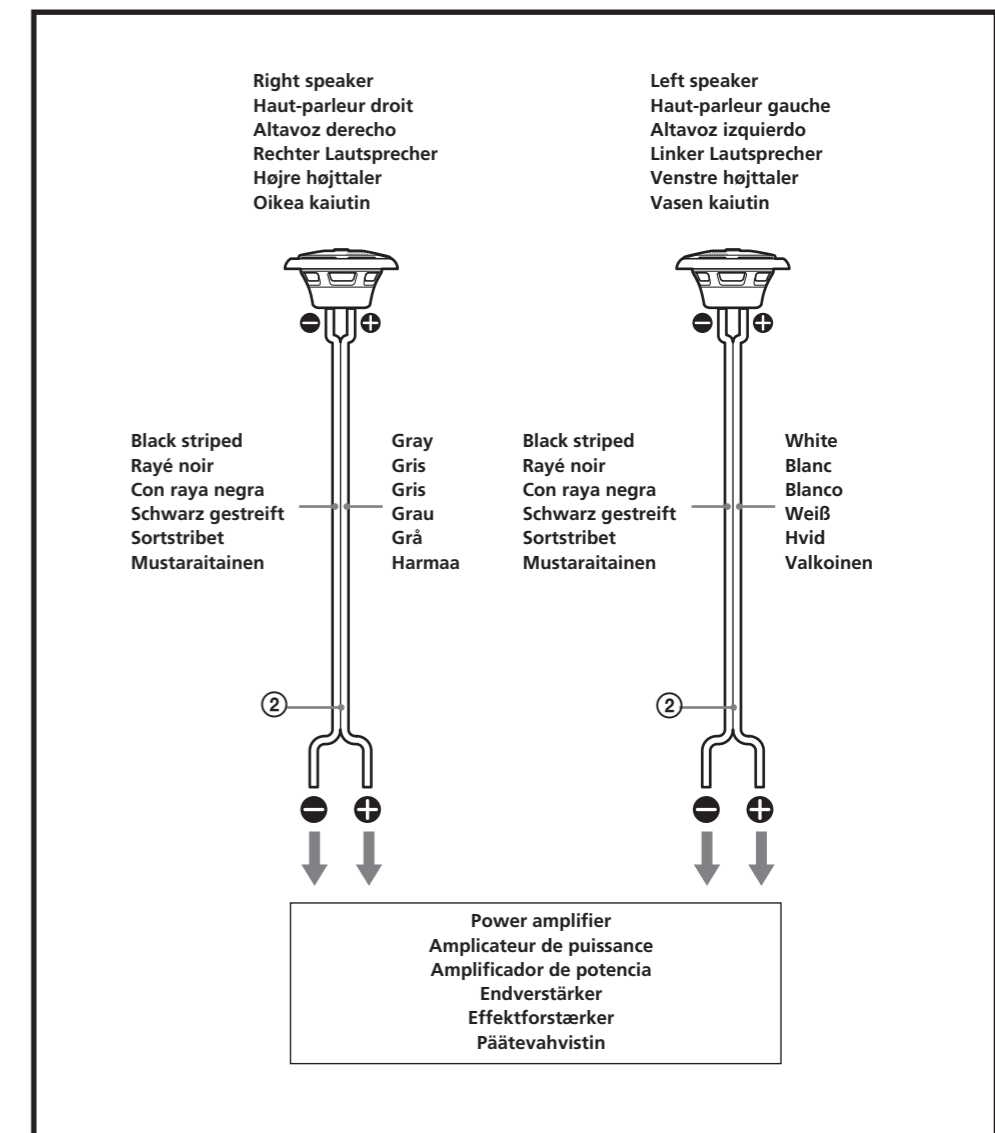 Right speaker
Haut-parleur droit
Altavoz derecho
Rechter Lautsprecher
Højre højttaler
Oikea kaiutin
Left speaker
Haut-parleur gauche
Altavoz izquierdo
Linker Lautsprecher
Venstre højttaler
Vasen kaiutin
− +
− +
Black striped
Rayé noir
Con raya negra
Schwarz gestreift
Sortstribet
Mustaraitainen
Gray
Gris
Gris
Grau
Grå
Harmaa
Black striped
Rayé noir
Con raya negra
Schwarz gestreift
Sortstribet
Mustaraitainen
White
Blanc
Blanco
Weiß
Hvid
Valkoinen
②
②
− +
− +
Power amplifier
Amplicateur de puissance
Amplificador de potencia
Endverstärker
Effektforstærker
Päätevahvistin